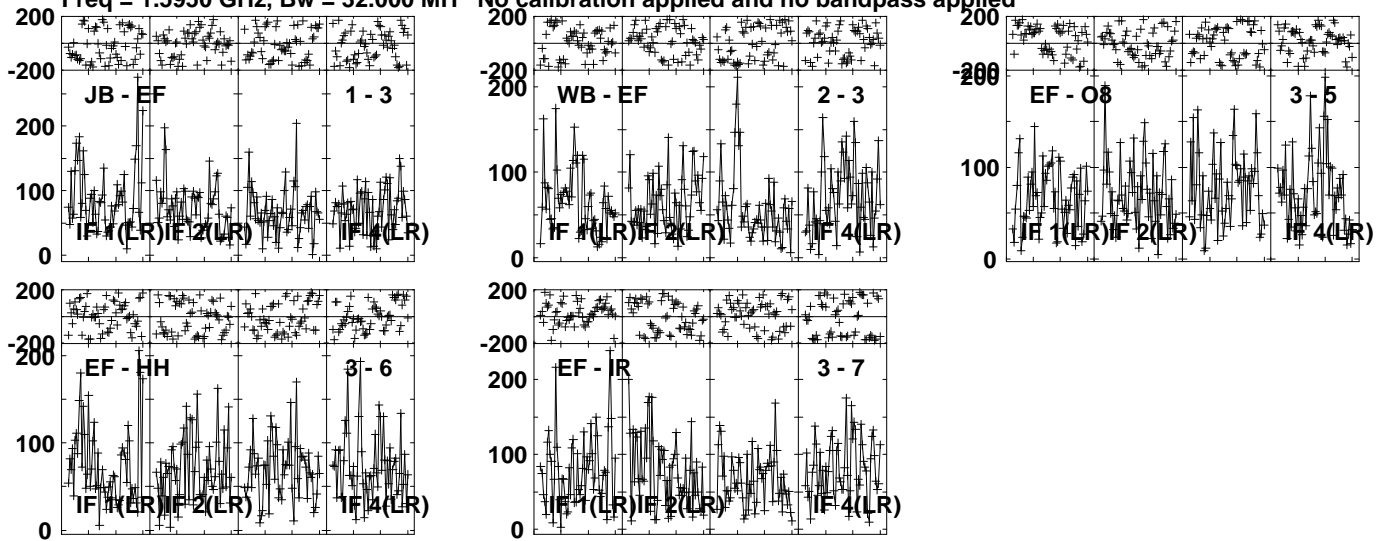 Freq = 1.5950 GHz, Bw = 32.000 MH No calibration applied and no bandpass applied
200
-200
JB - EF 1 - 3
200
100
0
IF 1(LR) IF 2(LR) IF 4(LR)
200
-200
WB - EF 2 - 3
200
100
0
IF 1(LR) IF 2(LR) IF 4(LR)
200
-200
200
EF - O8 3 - 5
100
0
IF 1(LR) IF 2(LR) IF 4(LR)
200
-200
200
EF - HH 3 - 6
100
0
IF 1(LR) IF 2(LR) IF 4(LR)
200
-200
EF - IR 3 - 7
200
100
0
IF 1(LR) IF 2(LR) IF 4(LR)